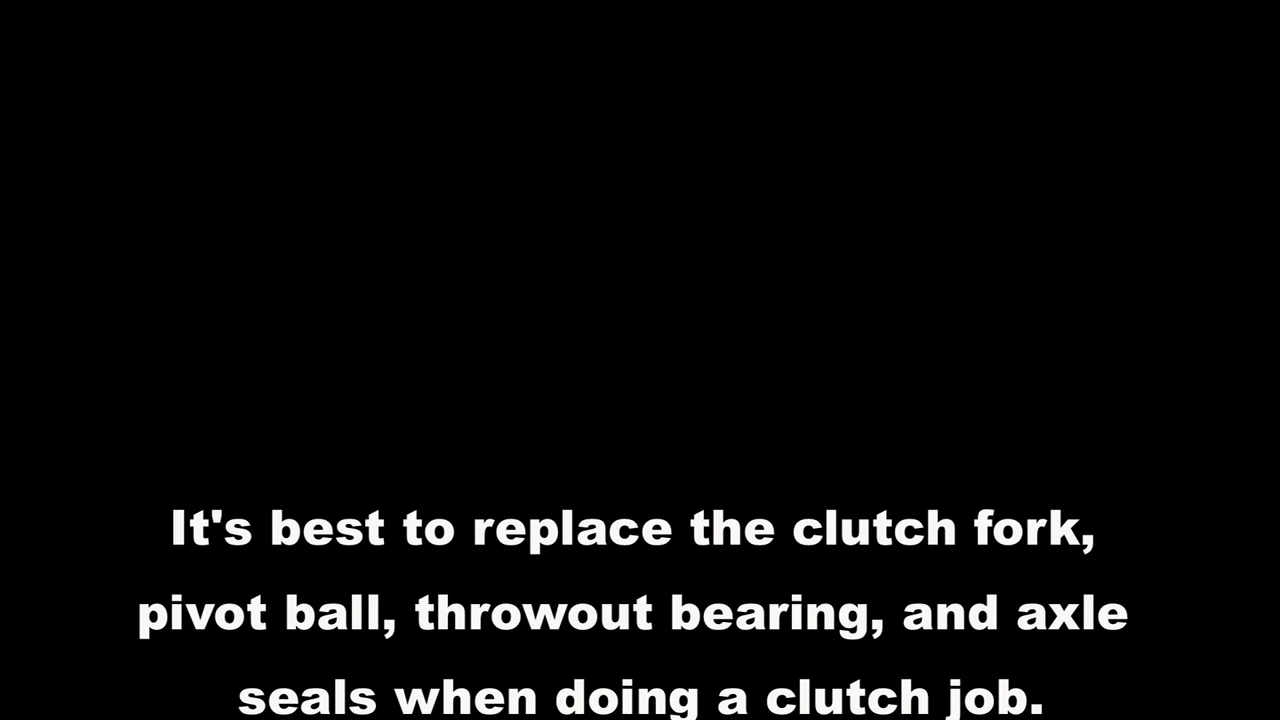 It's best to replace the clutch fork,
pivot ball, throwout bearing, and axle
seals when doing a clutch job.